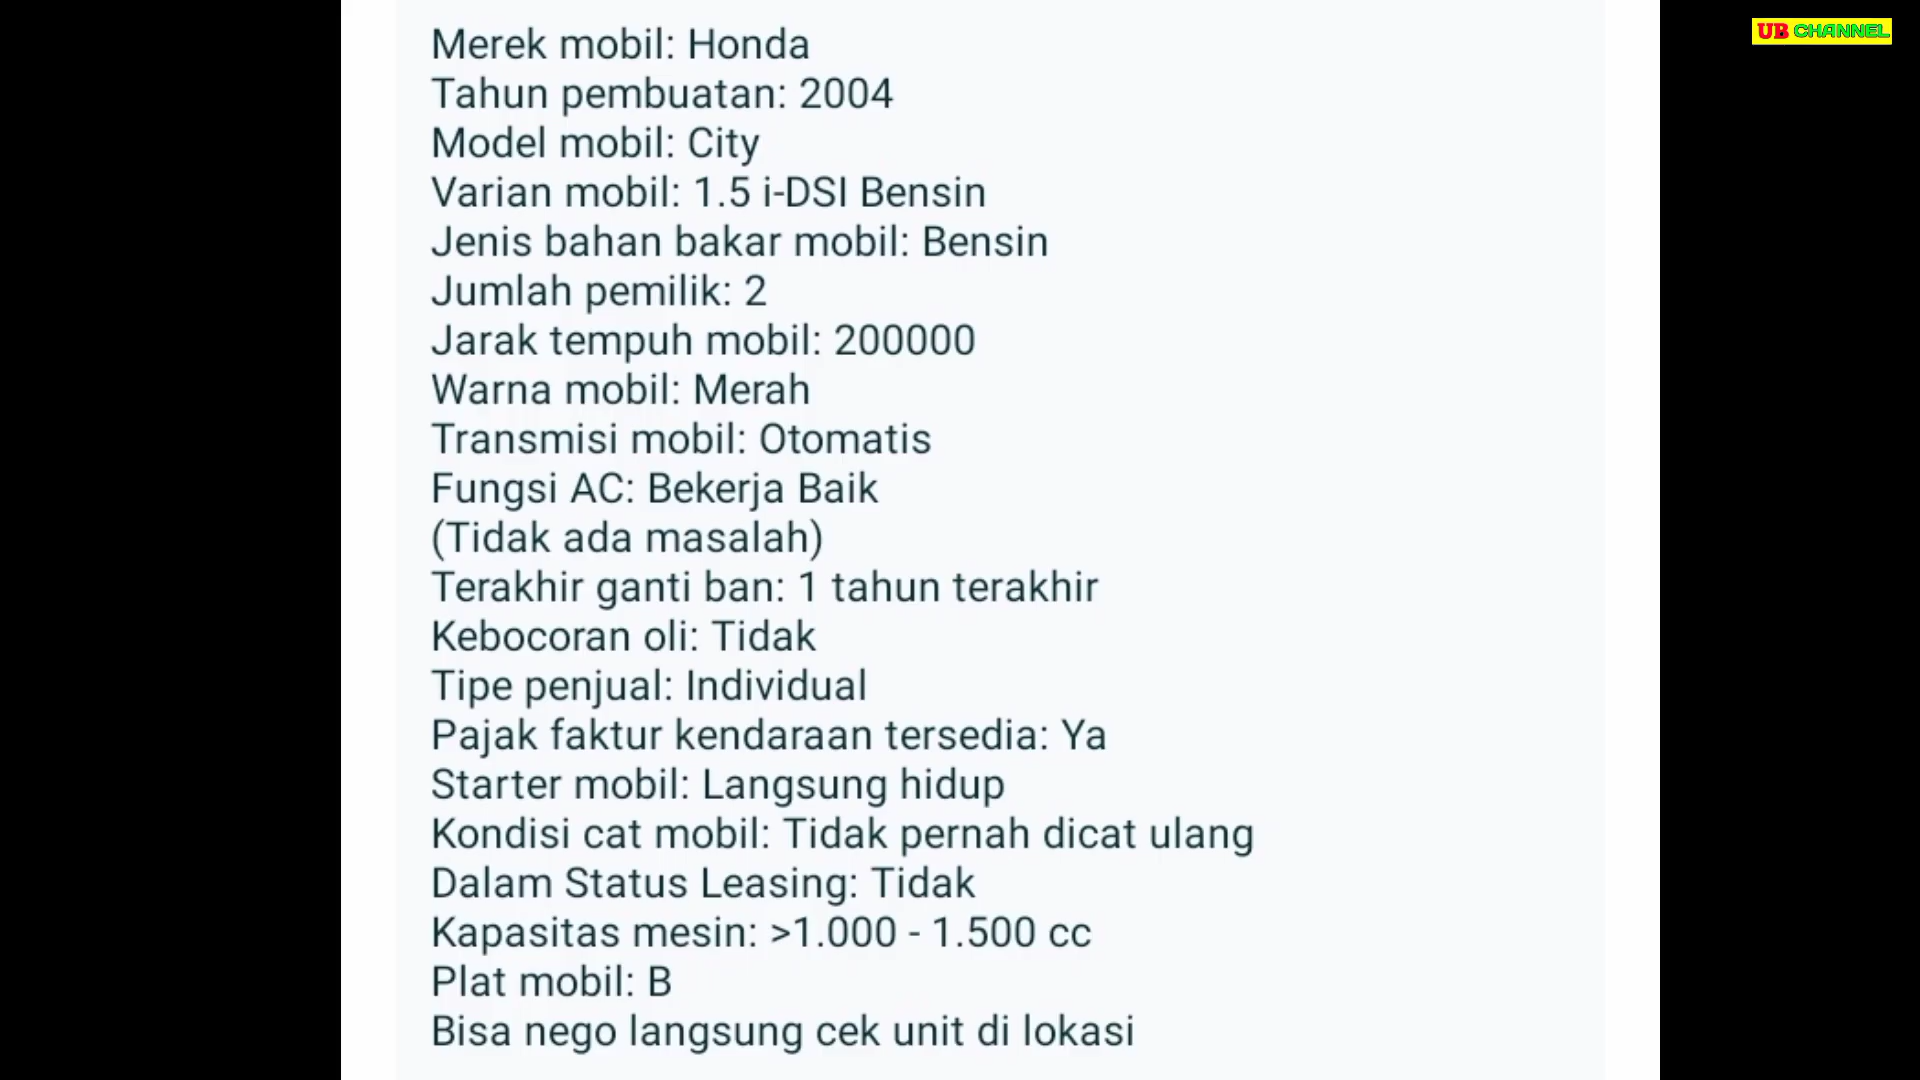 Merek mobil: Honda
Tahun pembuatan: 2004
Model mobil: City
Varian mobil: 1.5 i-DSI Bensin
Jenis bahan bakar mobil: Bensin
Jumlah pemilik: 2
Jarak tempuh mobil: 200000
Warna mobil: Merah
Transmisi mobil: Otomatis
Fungsi AC: Bekerja Baik
(Tidak ada masalah)
Terakhir ganti ban: 1 tahun terakhir
Kebocoran oli: Tidak
Tipe penjual: Individual
Pajak faktur kendaraan tersedia: Ya
Starter mobil: Langsung hidup
Kondisi cat mobil: Tidak pernah dicat ulang
Dalam Status Leasing: Tidak
Kapasitas mesin: >1.000 - 1.500 cc
Plat mobil: B
Bisa nego langsung cek unit di lokasi
UB CHANNEL